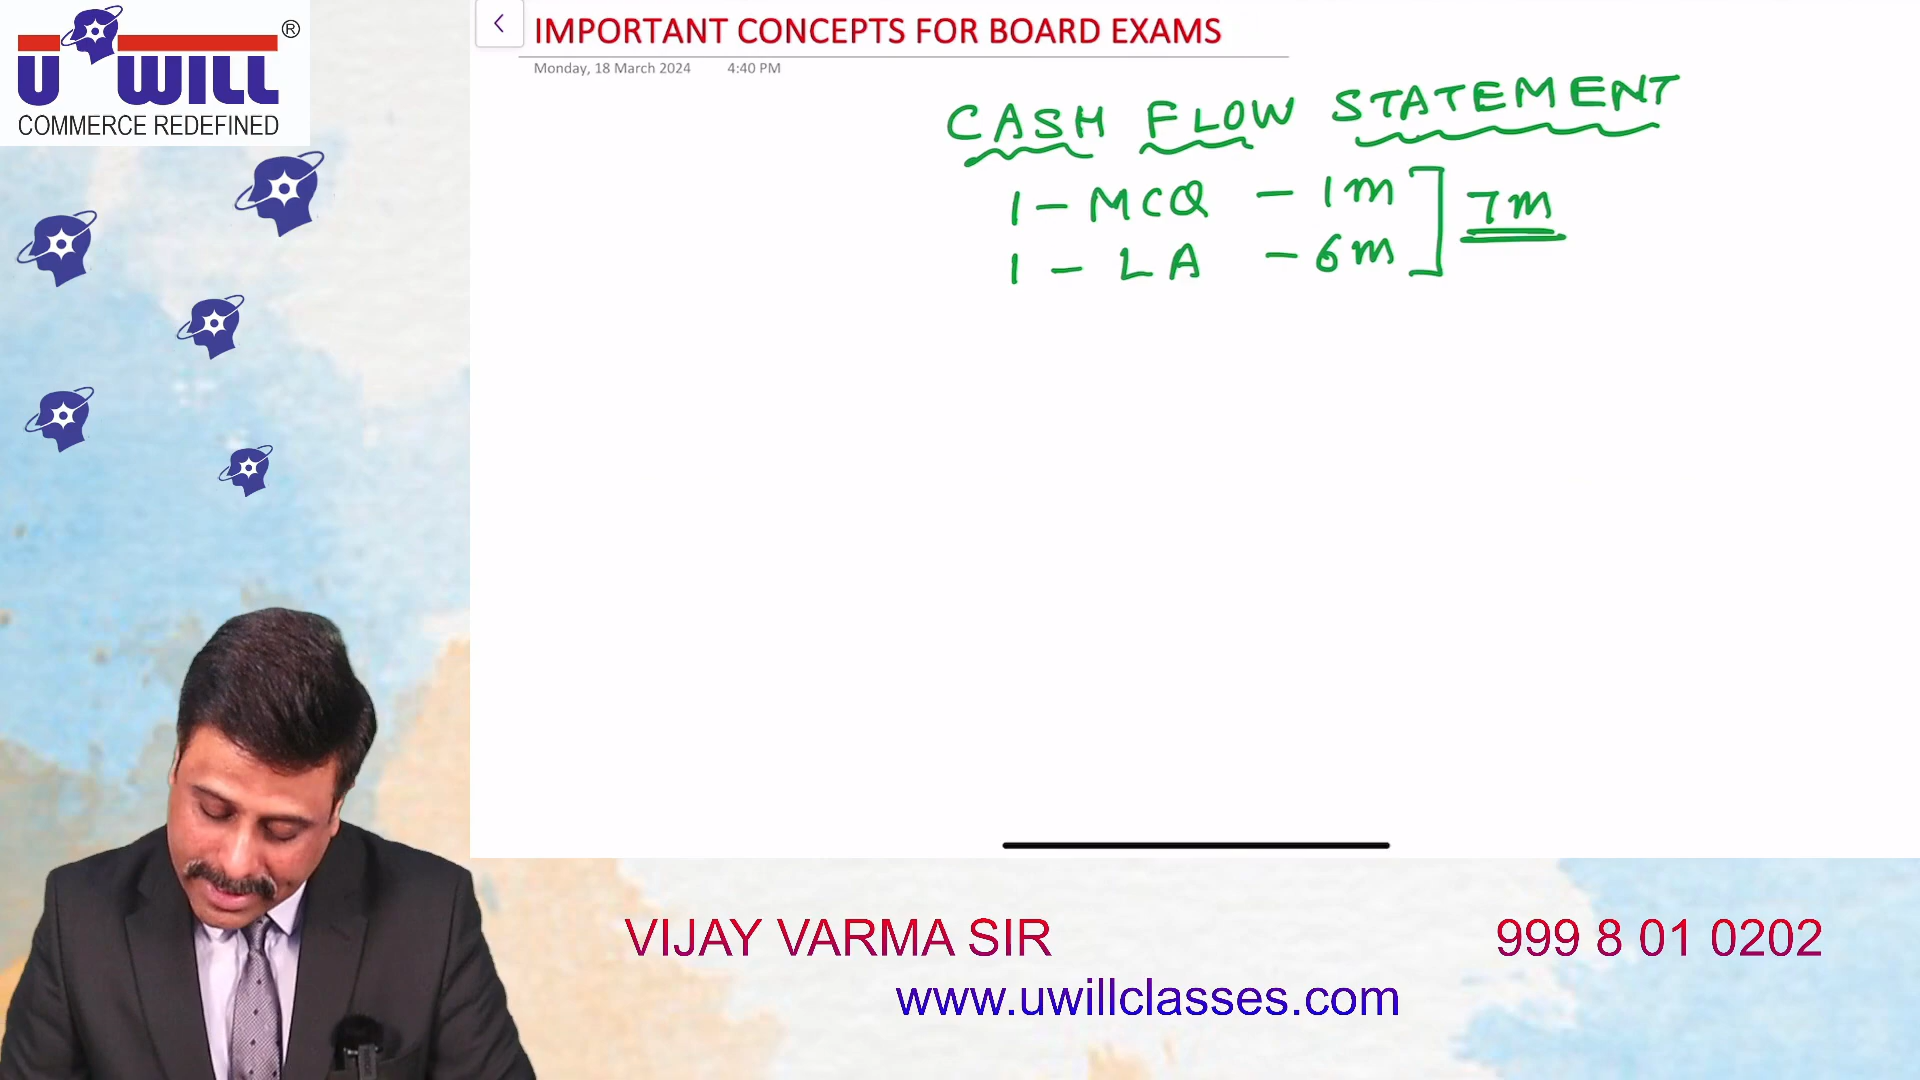 U WILL ®
COMMERCE REDEFINED
IMPORTANT CONCEPTS FOR BOARD EXAMS
Monday, 18 March 2024 4:40 PM
CASH FLOW STATEMENT
1 - MCQ - 1m
1 - LA - 6m
7m
VIJAY VARMA SIR
999 8 01 0202
www.uwillclasses.com